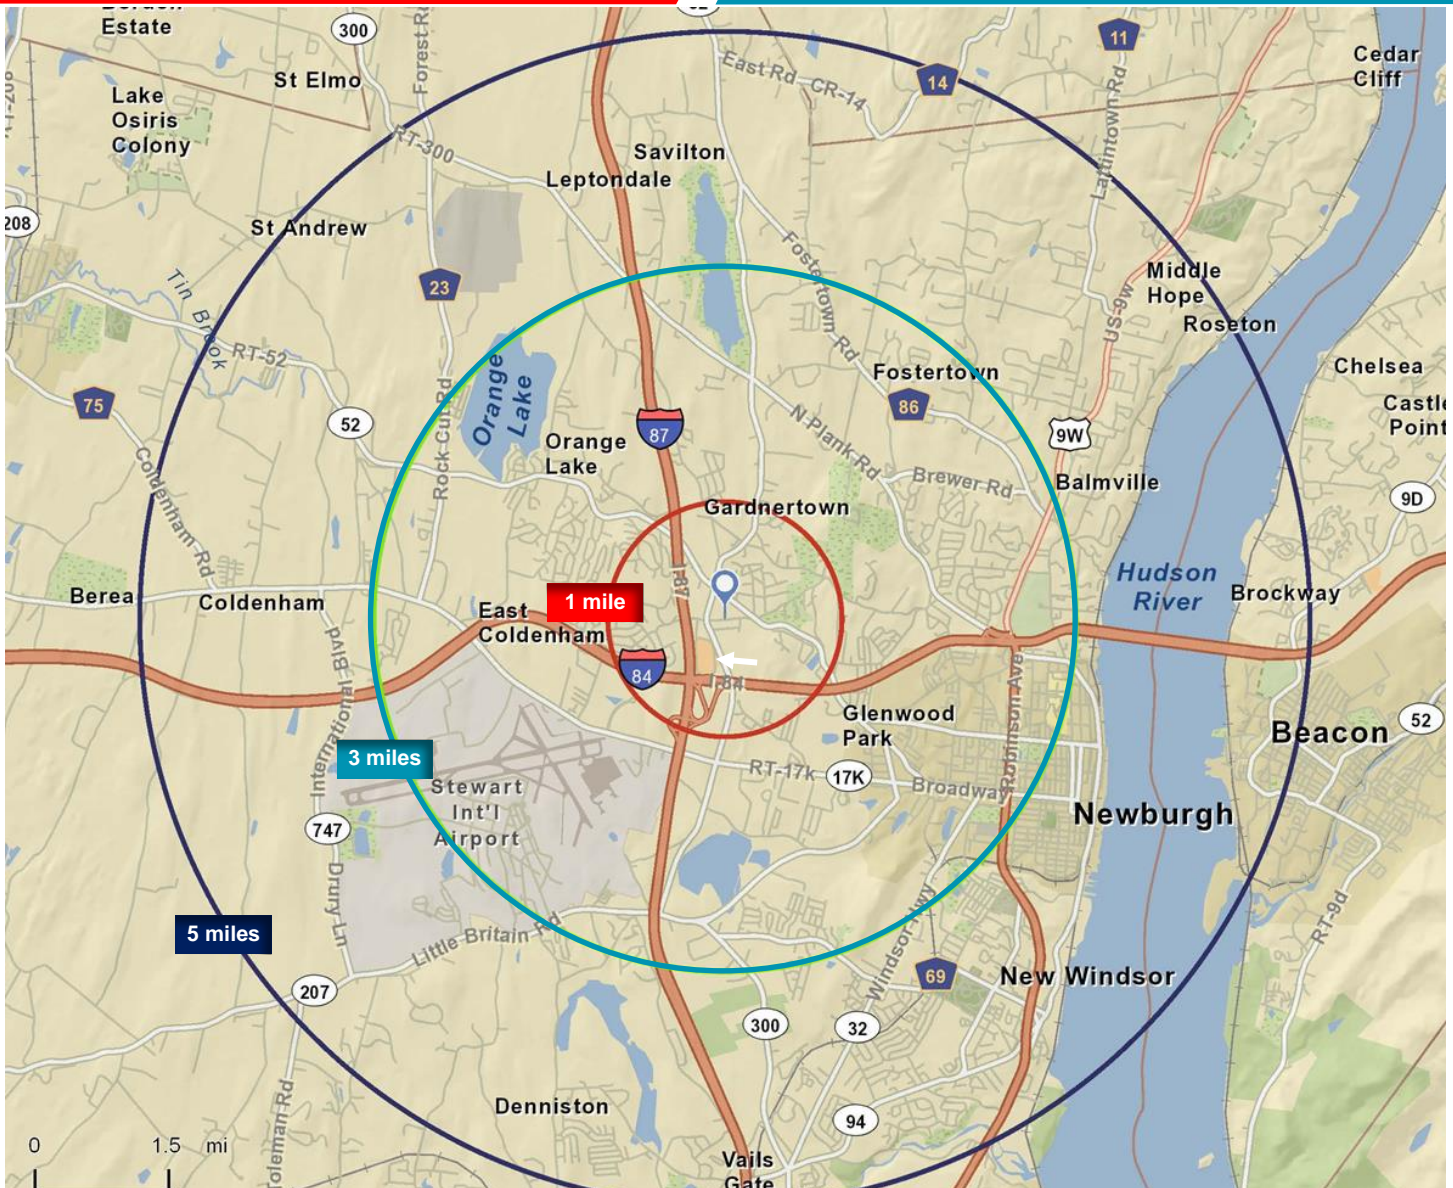 Estate
300
St Elmo
Forest Rd
11
Cedar
Cliff
East Rd
CR-14
14
Lake
Osiris
Colony
RT-300
Savilton
Leptondale
Lattintown Rd
208
St Andrew
23
Fostertown Rd
Middle
Hope
Roseton
Tin Brook
RT-52
US-9w
Chelsea
Fostertown
75
52
Rock Cut Rd
Orange
Lake
86
Castle
Point
87
9W
Orange
Lake
N Plank Rd
Brewer Rd
Balmville
9D
Coldenham Rd
Gardnertown
Hudson
River
Berea
Coldenham
1 mile
I-87
Brockway
East
Coldenham
84
I-84
International Blvd
Robinson Ave
Glenwood
Park
52
Beacon
3 miles
RT-17k
17K
Broadway
Stewart
Int'l
Airport
Newburgh
747
Drury Ln
5 miles
Little Britain Rd
Windsor Hwy
RT-9d
207
69
New Windsor
300
32
Denniston
94
Toleman Rd
0 1.5 mi
Vails
Gate